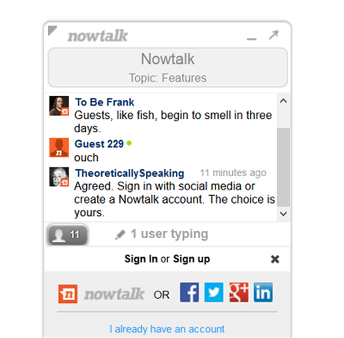 nowtalk
Nowtalk
Topic: Features
To Be Frank
Guests, like fish, begin to smell in three
days.
Guest 229
ouch
TheoreticallySpeaking 11 minutes ago
Agreed. Sign in with social media or
create a Nowtalk account. The choice is
yours.
11 1 user typing
Sign In or Sign up
n nowtalk OR f g+ in
I already have an account